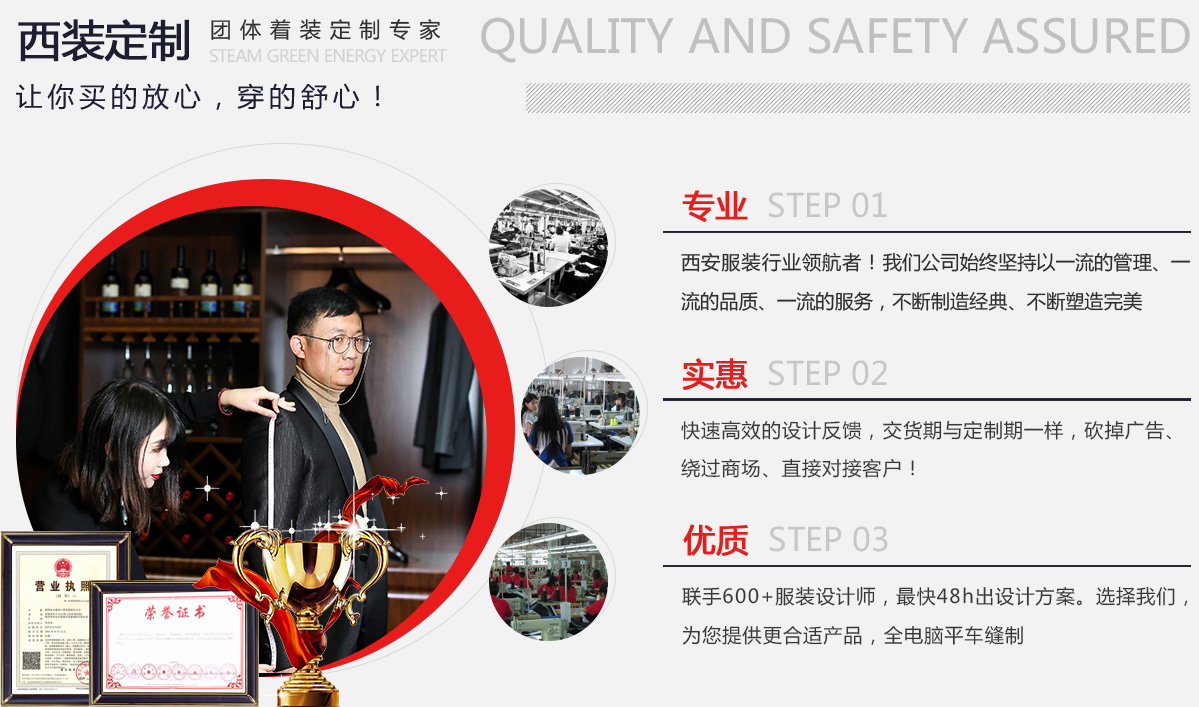 西装定制
团体着装定制专家
STEAM GREEN ENERGY EXPERT
QUALITY AND SAFETY ASSURED
让你买的放心，穿的舒心！
专业 STEP 01
西安服装行业领航者！我们公司始终坚持以一流的管理、一
流的品质、一流的服务，不断制造经典、不断塑造完美
实惠 STEP 02
快速高效的设计反馈，交货期与定制期一样，砍掉广告、
绕过商场、直接对接客户！
优质 STEP 03
联手600+服装设计师，最快48h出设计方案。选择我们，
为您提供更合适产品，全电脑平车缝制
营业执照
荣誉证书